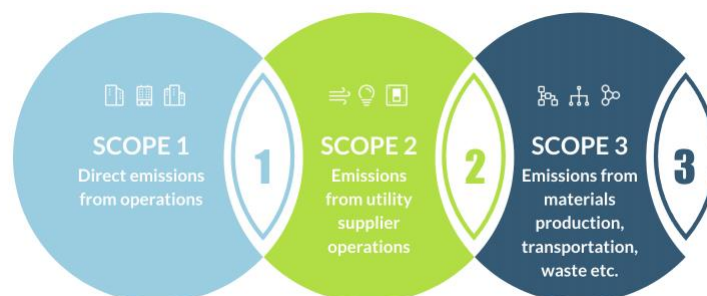 SCOPE 1
Direct emissions
from operations
1
SCOPE 2
Emissions
from utility
supplier
operations
2
SCOPE 3
Emissions from
materials
production,
transportation,
waste etc.
3